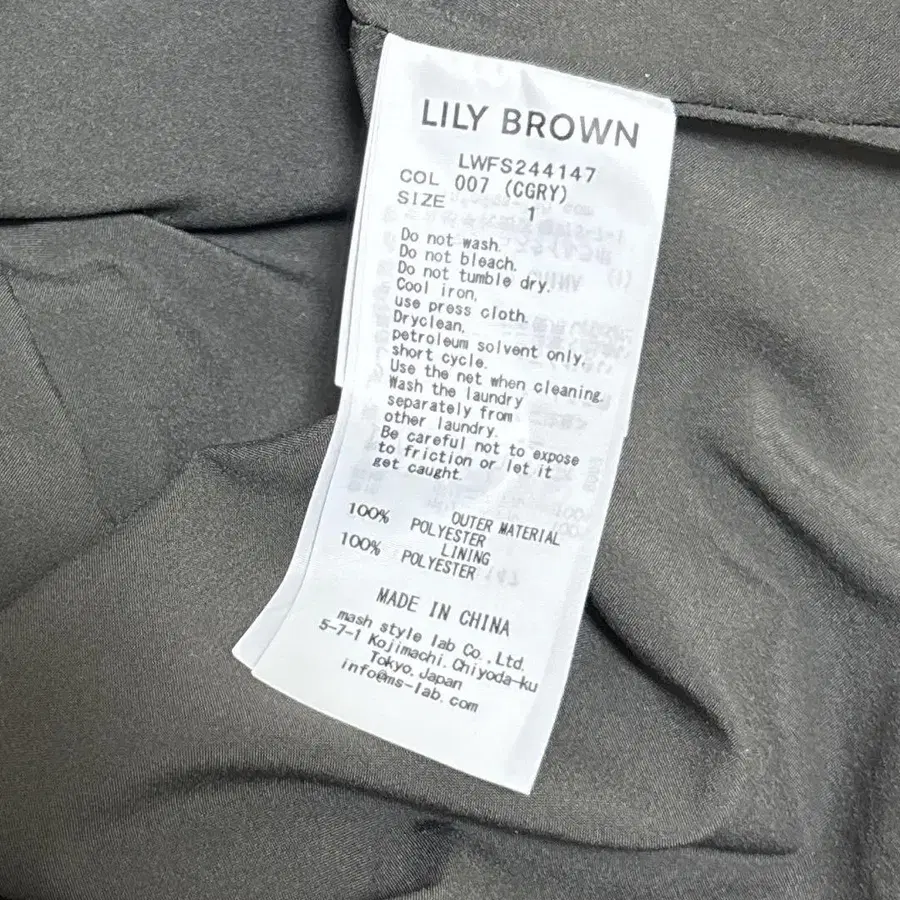 LILY BROWN
LWFS244147
COL 007 (CGRY)
SIZE 1
Do not wash.
Do not bleach.
Do not tumble dry.
Cool iron,
use press cloth.
Dryclean,
petroleum solvent only,
short cycle.
Use the net when cleaning.
Wash the laundry
separately from
other laundry.
Be careful not to expose
to friction or let it
get caught.
OUTER MATERIAL
100% POLYESTER
LINING
100% POLYESTER
MADE IN CHINA
mash style lab Co.,Ltd.
5-7-1 Kojimachi,Chiyoda-ku
Tokyo,Japan
info@ms-lab.com